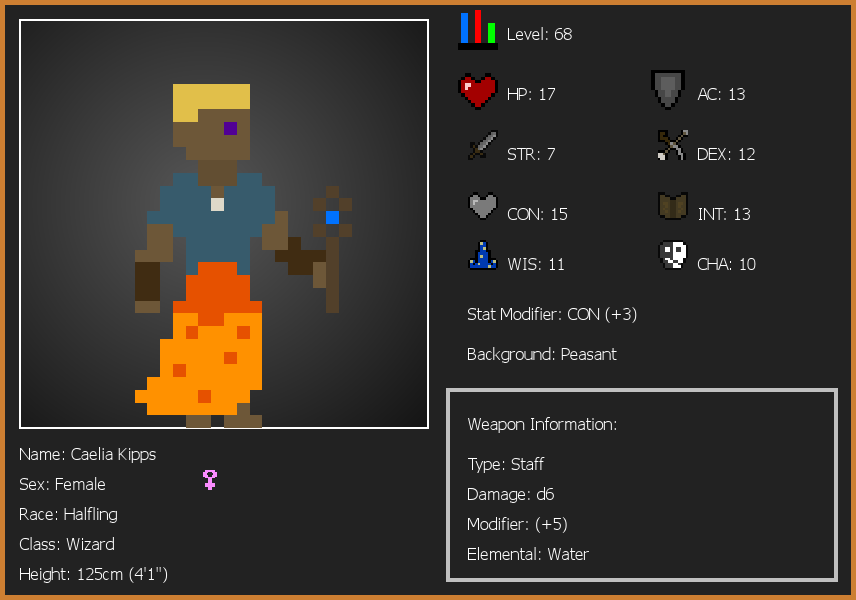 Level: 68
HP: 17
AC: 13
STR: 7
DEX: 12
CON: 15
INT: 13
WIS: 11
CHA: 10
Stat Modifier: CON (+3)
Background: Peasant
Weapon Information:
Type: Staff
Damage: d6
Modifier: (+5)
Elemental: Water
Name: Caelia Kipps
Sex: Female
Race: Halfling
Class: Wizard
Height: 125cm (4'1")